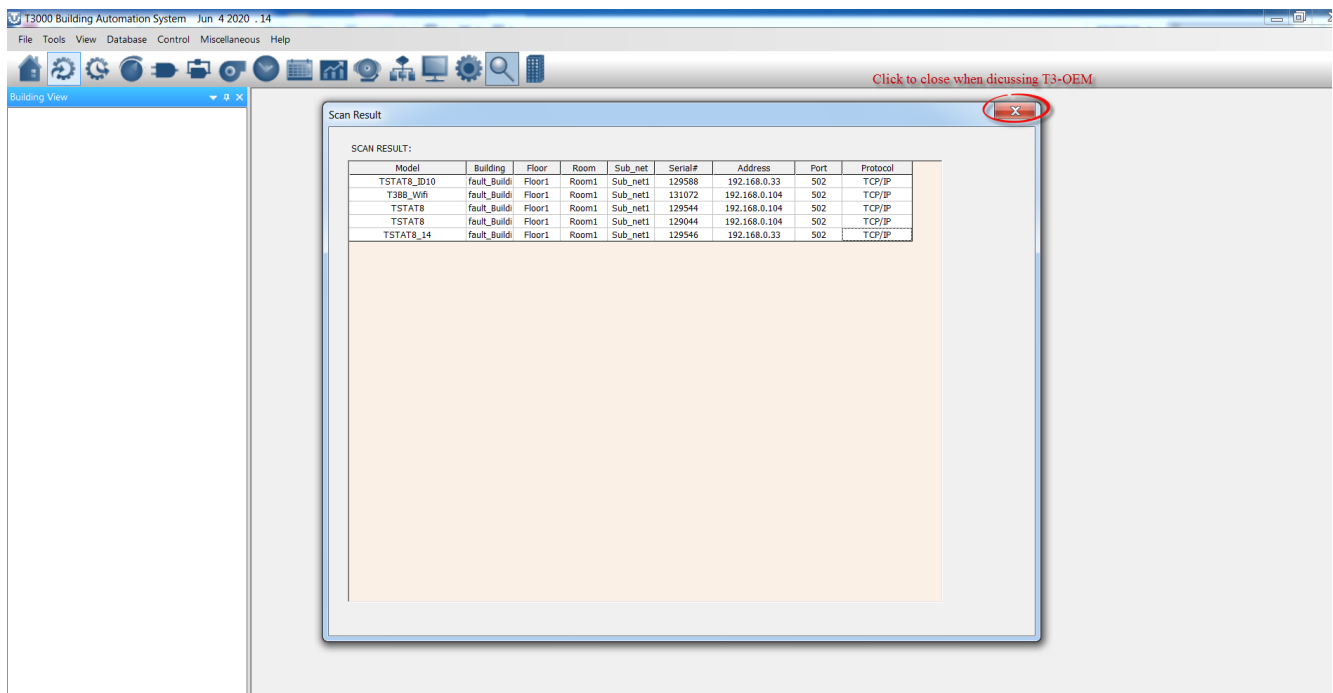 T3000 Building Automation System Jun 4 2020 . 14
File Tools View Database Control Miscellaneous Help
Click to close when dicussing T3-OEM
Building View
Scan Result
SCAN RESULT:
Model Building Floor Room Sub_net Serial# Address Port Protocol
TSTAT8_ID10 fault_Buildi Floor1 Room1 Sub_net1 129588 192.168.0.33 502 TCP/IP
T3BB_Wifi fault_Buildi Floor1 Room1 Sub_net1 131072 192.168.0.104 502 TCP/IP
TSTAT8 fault_Buildi Floor1 Room1 Sub_net1 129544 192.168.0.104 502 TCP/IP
TSTAT8 fault_Buildi Floor1 Room1 Sub_net1 129044 192.168.0.104 502 TCP/IP
TSTAT8_14 fault_Buildi Floor1 Room1 Sub_net1 129546 192.168.0.33 502 TCP/IP